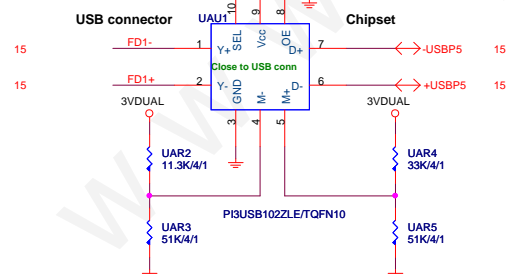 USB connector
UAU1
10
9
8
Chipset
SEL
Vcc
OE
15
FD1-
1
Y+
D+
7
-USBP5
15
Close to USB conn
15
FD1+
2
Y-
D-
6
+USBP5
15
GND
M-
M+
3VDUAL
3
4
5
3VDUAL
UAR2
11.3K/4/1
UAR4
33K/4/1
PI3USB102ZLE/TQFN10
UAR3
51K/4/1
UAR5
51K/4/1